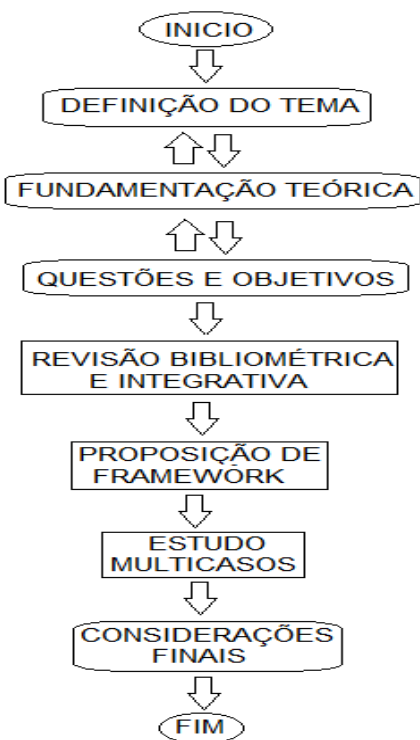 INICIO
DEFINIÇÃO DO TEMA
FUNDAMENTAÇÃO TEÓRICA
QUESTÕES E OBJETIVOS
REVISÃO BIBLIOMÉTRICA
E INTEGRATIVA
PROPOSIÇÃO DE
FRAMEWORK
ESTUDO
MULTICASOS
CONSIDERAÇÕES
FINAIS
FIM